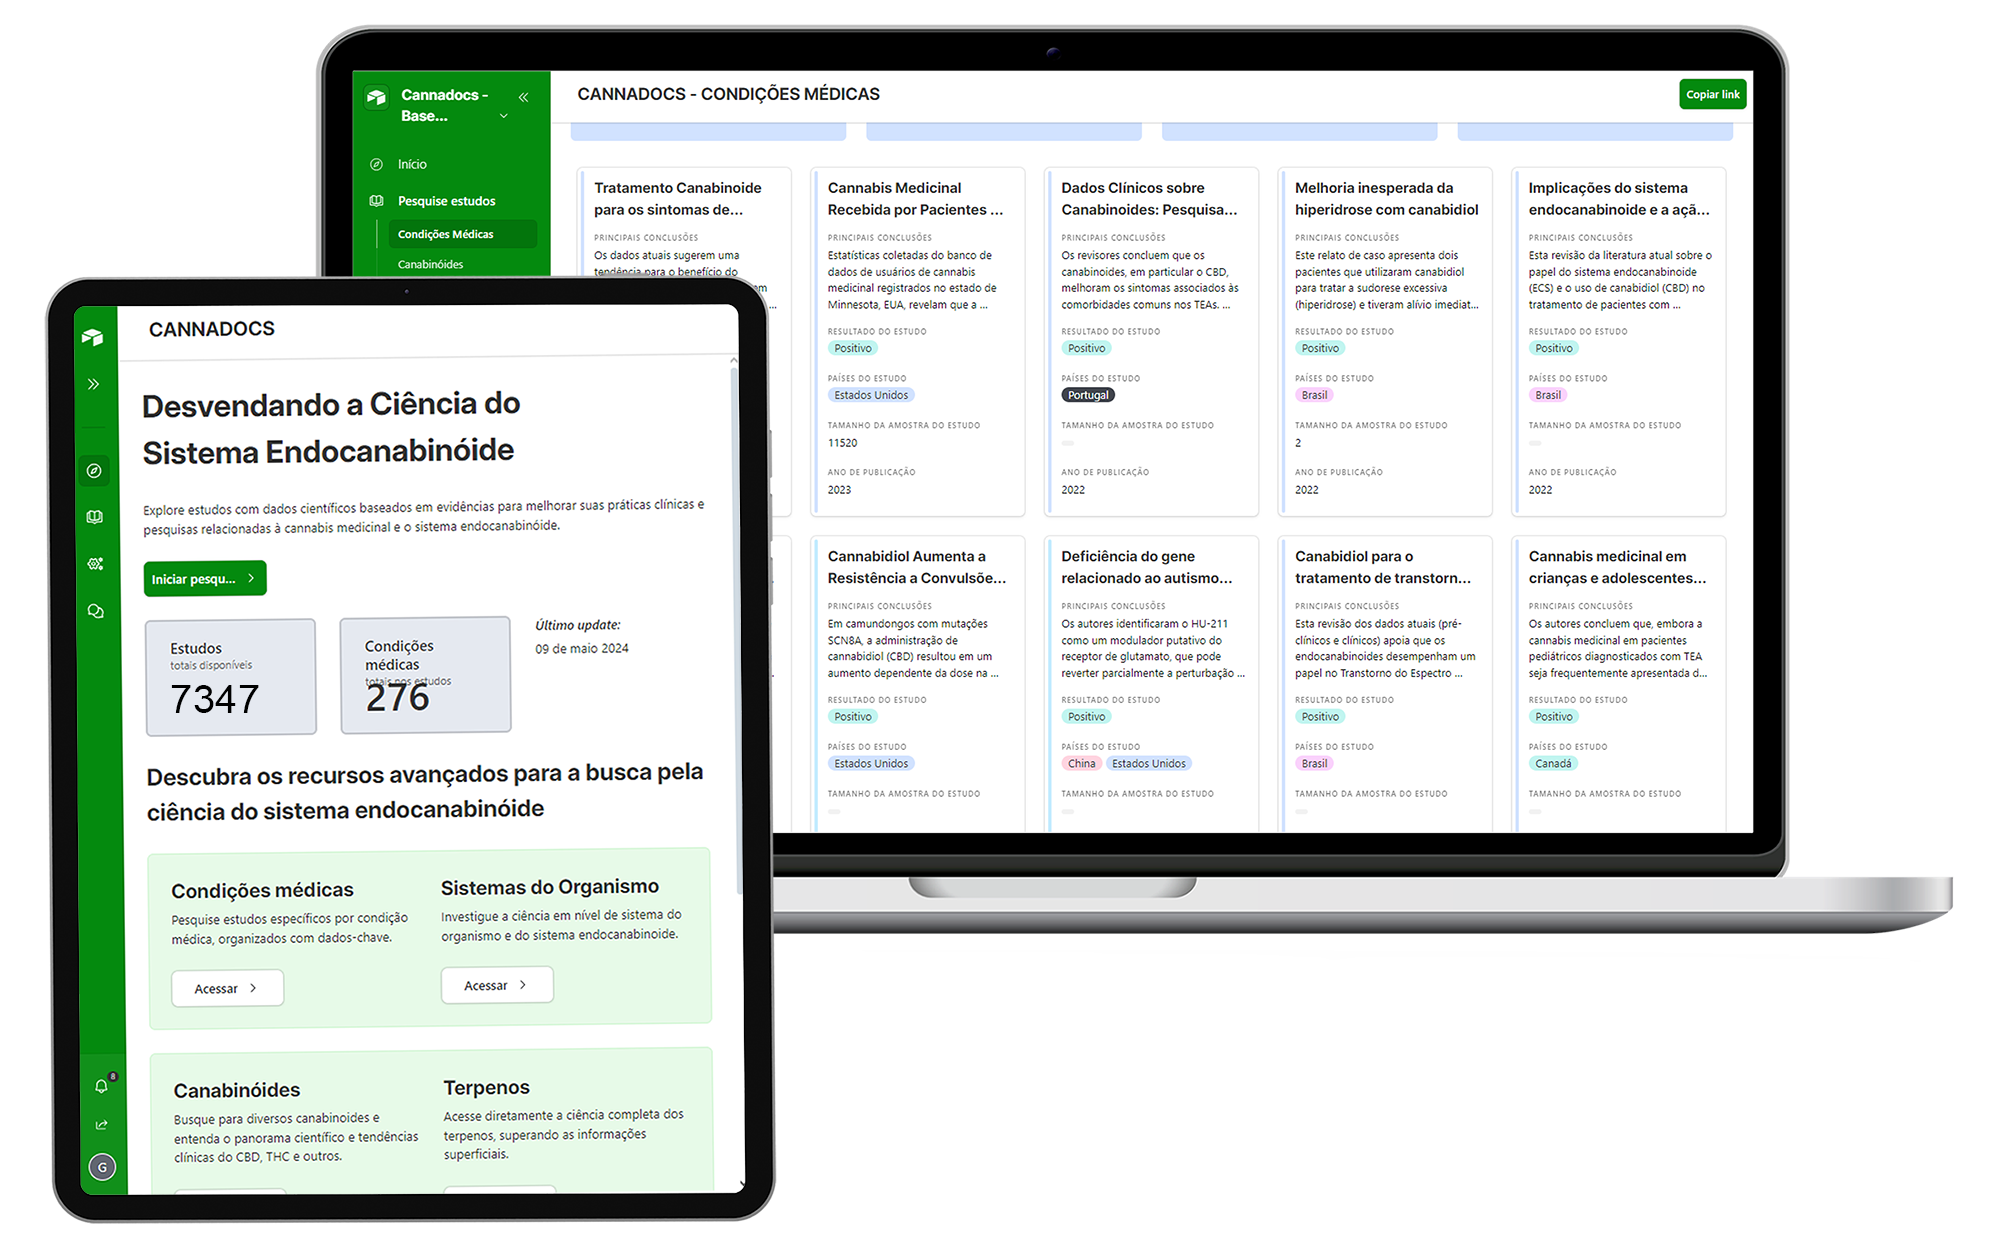 Cannadocs -
Base...
Início
Pesquise estudos
Condições Médicas
Canabinóides
CANNADOCS - CONDIÇÕES MÉDICAS
Copiar link
Tratamento Canabinoide
para os sintomas de...
PRINCIPAIS CONCLUSÕES
Os dados atuais sugerem uma
tendência para o benefício do
Cannabis Medicinal
Recebida por Pacientes ...
PRINCIPAIS CONCLUSÕES
Estatísticas coletadas do banco de
dados de usuários de cannabis
medicinal registrados no estado de
Minnesota, EUA, revelam que a ...
RESULTADO DO ESTUDO
Positivo
PAÍSES DO ESTUDO
Estados Unidos
TAMANHO DA AMOSTRA DO ESTUDO
11520
ANO DE PUBLICAÇÃO
2023
Dados Clínicos sobre
Canabinoides: Pesquisa...
PRINCIPAIS CONCLUSÕES
Os revisores concluem que os
canabinoides, em particular o CBD,
melhoram os sintomas associados às
comorbidades comuns nos TEAs. ...
RESULTADO DO ESTUDO
Positivo
PAÍSES DO ESTUDO
Portugal
TAMANHO DA AMOSTRA DO ESTUDO
ANO DE PUBLICAÇÃO
2022
Melhoria inesperada da
hiperidrose com canabidiol
PRINCIPAIS CONCLUSÕES
Este relato de caso apresenta dois
pacientes que utilizaram canabidiol
para tratar a sudorese excessiva
(hiperidrose) e tiveram alívio imediat...
RESULTADO DO ESTUDO
Positivo
PAÍSES DO ESTUDO
Brasil
TAMANHO DA AMOSTRA DO ESTUDO
2
ANO DE PUBLICAÇÃO
2022
Implicações do sistema
endocanabinoide e a açã...
PRINCIPAIS CONCLUSÕES
Esta revisão da literatura atual sobre o
papel do sistema endocanabinoide
(ECS) e o uso de canabidiol (CBD) no
tratamento de pacientes com ...
RESULTADO DO ESTUDO
Positivo
PAÍSES DO ESTUDO
Brasil
TAMANHO DA AMOSTRA DO ESTUDO
ANO DE PUBLICAÇÃO
2022
Cannabidiol Aumenta a
Resistência a Convulsõe...
PRINCIPAIS CONCLUSÕES
Em camundongos com mutações
SCN8A, a administração de
cannabidiol (CBD) resultou em um
aumento dependente da dose na ...
RESULTADO DO ESTUDO
Positivo
PAÍSES DO ESTUDO
Estados Unidos
TAMANHO DA AMOSTRA DO ESTUDO
Deficiência do gene
relacionado ao autismo...
PRINCIPAIS CONCLUSÕES
Os autores identificaram o HU-211
como um modulador putativo do
receptor de glutamato, que pode
reverter parcialmente a perturbação ...
RESULTADO DO ESTUDO
Positivo
PAÍSES DO ESTUDO
China Estados Unidos
TAMANHO DA AMOSTRA DO ESTUDO
Canabidiol para o
tratamento de transtorn...
PRINCIPAIS CONCLUSÕES
Esta revisão dos dados atuais (pré-
clínicos e clínicos) apoia que os
endocanabinoides desempenham um
papel no Transtorno do Espectro ...
RESULTADO DO ESTUDO
Positivo
PAÍSES DO ESTUDO
Brasil
TAMANHO DA AMOSTRA DO ESTUDO
Cannabis medicinal em
crianças e adolescentes...
PRINCIPAIS CONCLUSÕES
Os autores concluem que, embora a
cannabis medicinal em pacientes
pediátricos diagnosticados com TEA
seja frequentemente apresentada d...
RESULTADO DO ESTUDO
Positivo
PAÍSES DO ESTUDO
Canadá
TAMANHO DA AMOSTRA DO ESTUDO
CANNADOCS
Desvendando a Ciência do
Sistema Endocanabinóide
Explore estudos com dados científicos baseados em evidências para melhorar suas práticas clínicas e
pesquisas relacionadas à cannabis medicinal e o sistema endocanabinóide.
Iniciar pesqu...
Estudos
totais disponíveis
7347
Condições
médicas
totais nos estudos
276
Último update:
09 de maio 2024
Descubra os recursos avançados para a busca pela
ciência do sistema endocanabinóide
Condições médicas
Pesquise estudos específicos por condição
médica, organizados com dados-chave.
Acessar
Sistemas do Organismo
Investigue a ciência em nível de sistema do
organismo e do sistema endocanabinoide.
Acessar
Canabinóides
Busque para diversos canabinoides e
entenda o panorama científico e tendências
clínicas do CBD, THC e outros.
Terpenos
Acesse diretamente a ciência completa dos
terpenos, superando as informações
superficiais.
8
G